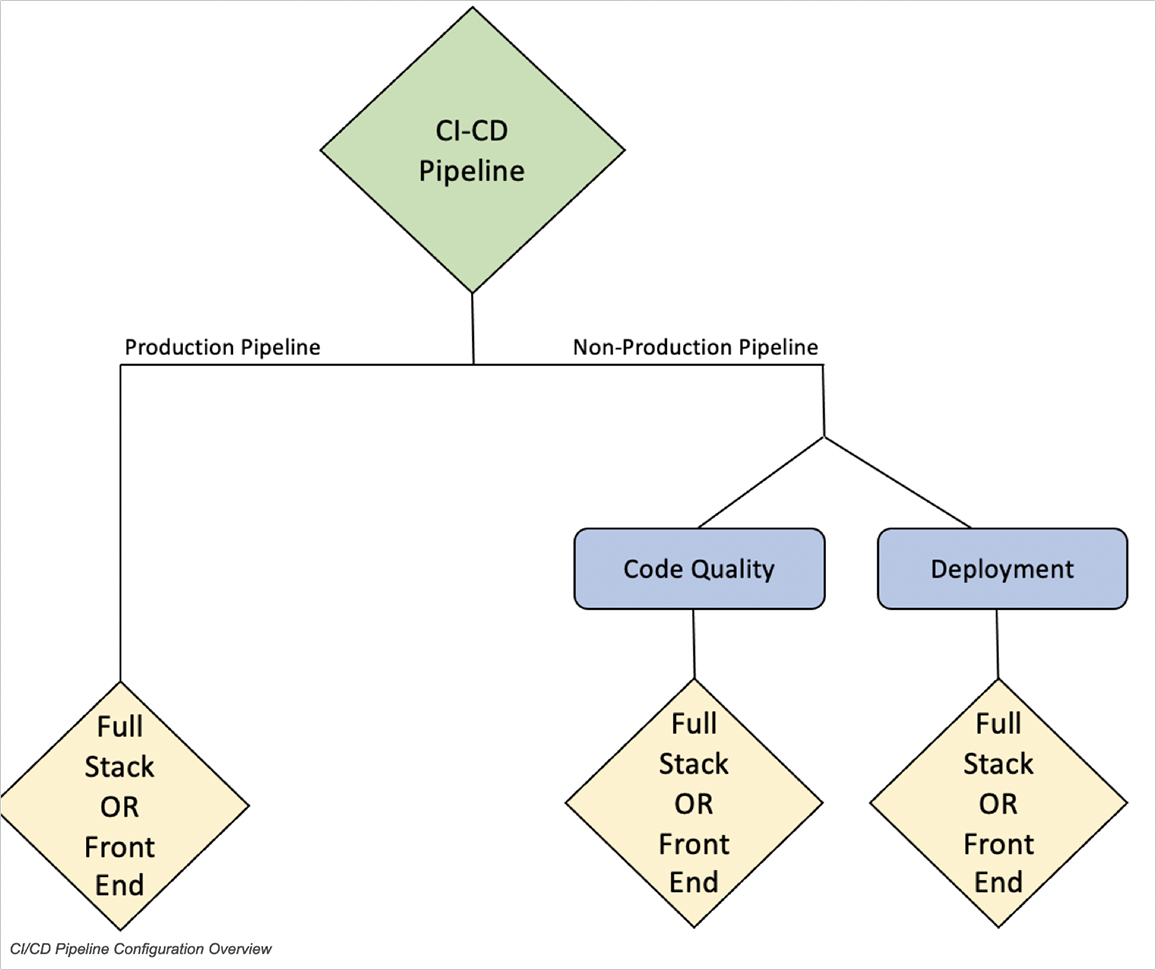 CI-CD
Pipeline
Production Pipeline
Non-Production Pipeline
Code Quality
Deployment
Full
Stack
OR
Front
End
Full
Stack
OR
Front
End
Full
Stack
OR
Front
End
CI/CD Pipeline Configuration Overview